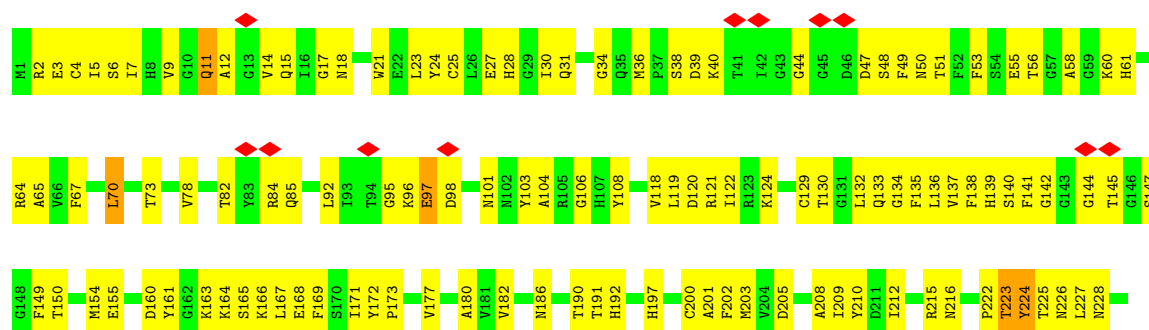 M1 R2 E3 C4 I5 S6 I7 H8 V9 G10 Q11 A12 G13 V14 Q15 I16 G17 N18 W21 E22 L23 Y24 C25 L26 E27 H28 G29 I30 Q31 G34 Q35 M36 P37 S38 D39 K40 T41 I42 G43 G44 G45 D46 D47 S48 F49 N50 T51 F52 F53 S54 E55 T56 G57 A58 G59 K60 H61
R64 A65 V66 F67 L70 T73 V78 T82 Y83 R84 Q85 L92 I93 T94 G95 K96 E97 D98 N101 N102 Y103 A104 R105 G106 H107 Y108 V118 L119 D120 R121 I122 R123 K124 C129 T130 G131 L132 Q133 G134 F135 L136 V137 F138 H139 S140 F141 G142 G143 G144 T145 G146 S147
G148 F149 T150 M154 E155 D160 Y161 G162 K163 K164 S165 K166 L167 E168 F169 S170 I171 Y172 P173 V177 A180 V181 V182 N186 T190 T191 H192 H197 C200 A201 F202 M203 V204 D205 A208 I209 Y210 D211 I212 R215 N216 P222 T223 Y224 T225 N226 L227 N228